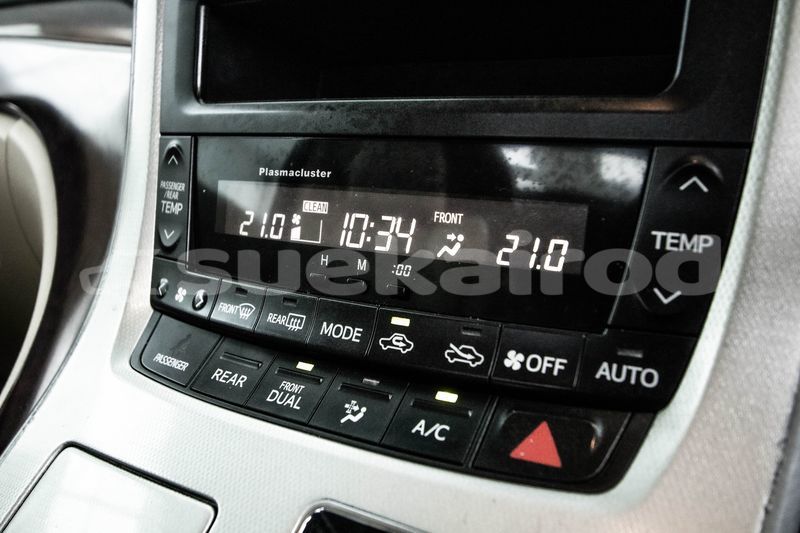 Plasmacluster
PASSENGER
/REAR
TEMP
21.0 CLEAN 10:34 FRONT 21.0
H M :00
TEMP
FRONT REAR MODE OFF AUTO
PASSENGER REAR FRONT DUAL A/C
suekairod